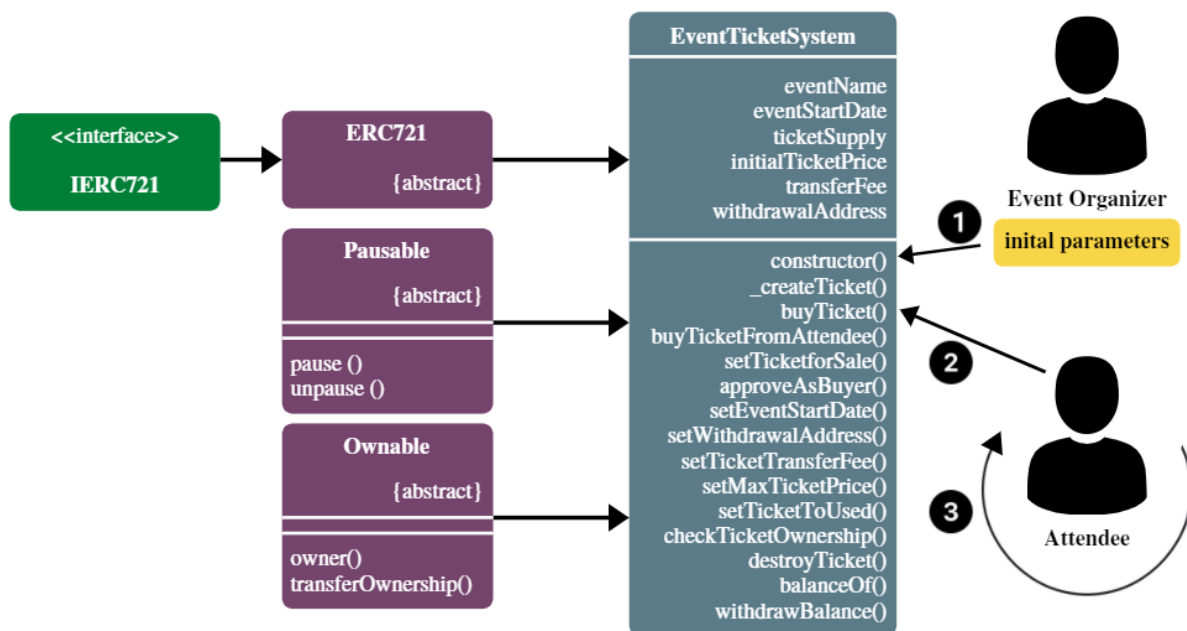 <<interface>>
IERC721
ERC721
{abstract}
Pausable
{abstract}
pause ()
unpause ()
Ownable
{abstract}
owner()
transferOwnership()
EventTicketSystem
eventName
eventStartDate
ticketSupply
initialTicketPrice
transferFee
withdrawalAddress
constructor()
_createTicket()
buyTicket()
buyTicketFromAttendee()
setTicketforSale()
approveAsBuyer()
setEventStartDate()
setWithdrawalAddress()
setTicketTransferFee()
setMaxTicketPrice()
setTicketToUsed()
checkTicketOwnership()
destroyTicket()
balanceOf()
withdrawBalance()
Event Organizer
1
inital parameters
2
3
Attendee